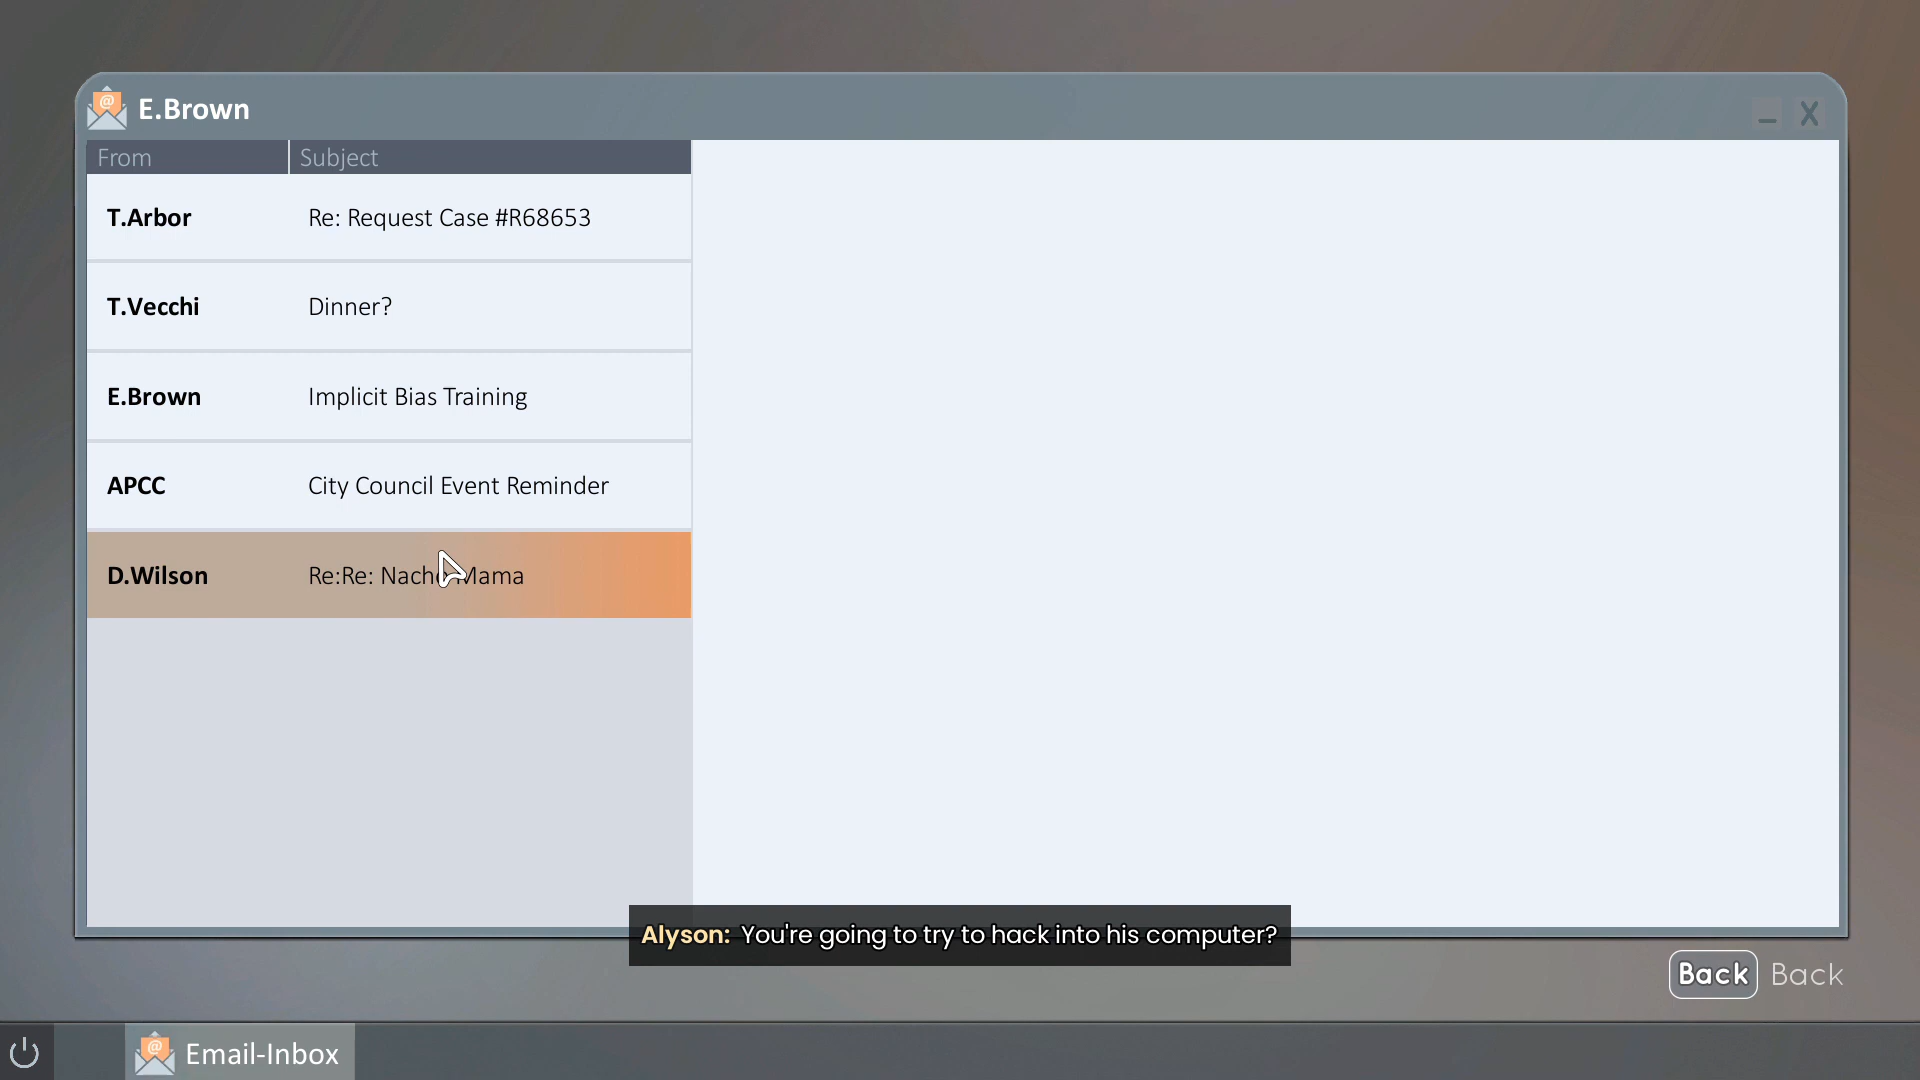 E.Brown
From Subject
T.Arbor Re: Request Case #R68653
T.Vecchi Dinner?
E.Brown Implicit Bias Training
APCC City Council Event Reminder
D.Wilson Re:Re: Nacho Mama
Alyson: You're going to try to hack into his computer?
Back Back
Email-Inbox